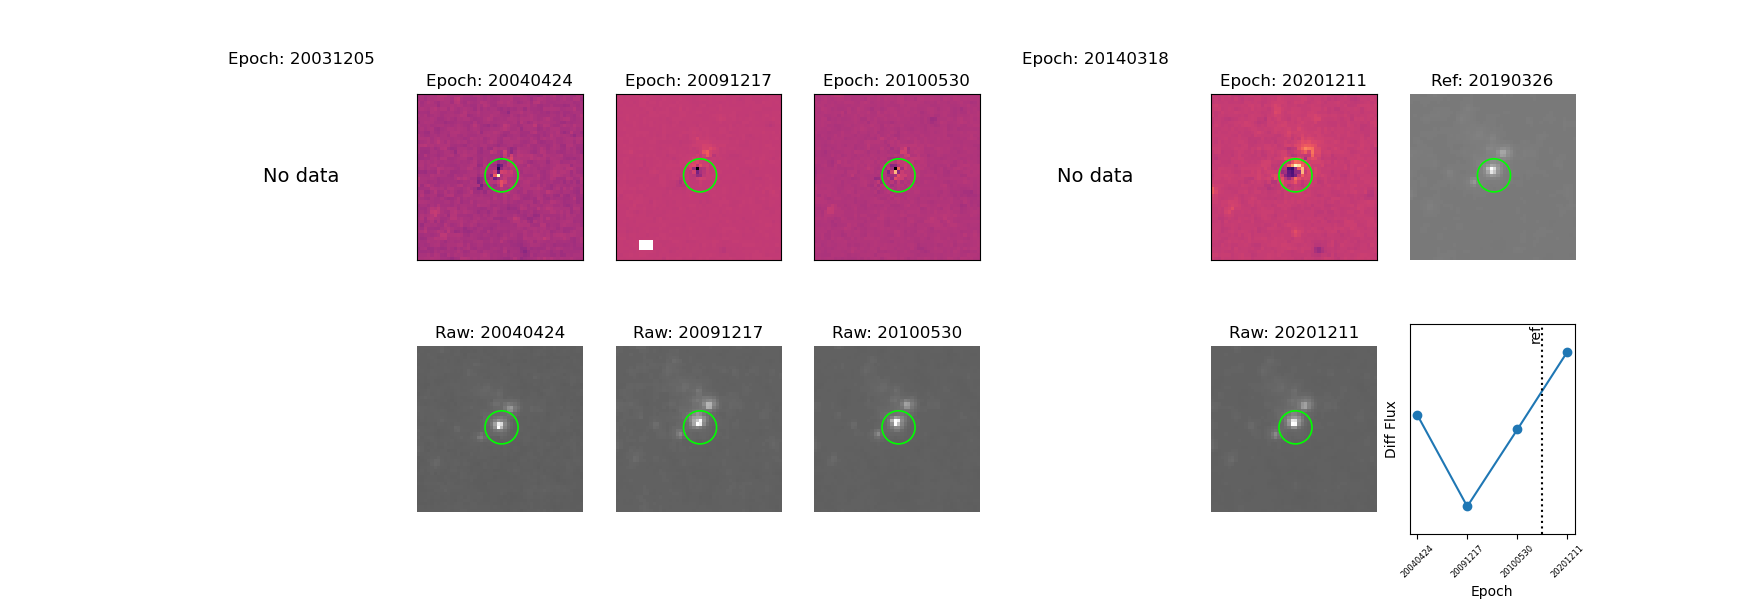 Epoch: 20031205
Epoch: 20140318
Epoch: 20040424
Epoch: 20091217
Epoch: 20100530
Epoch: 20201211
Ref: 20190326
No data
No data
Raw: 20040424
Raw: 20091217
Raw: 20100530
Raw: 20201211
ref
Diff Flux
20040424
20091217
20100530
20201211
Epoch